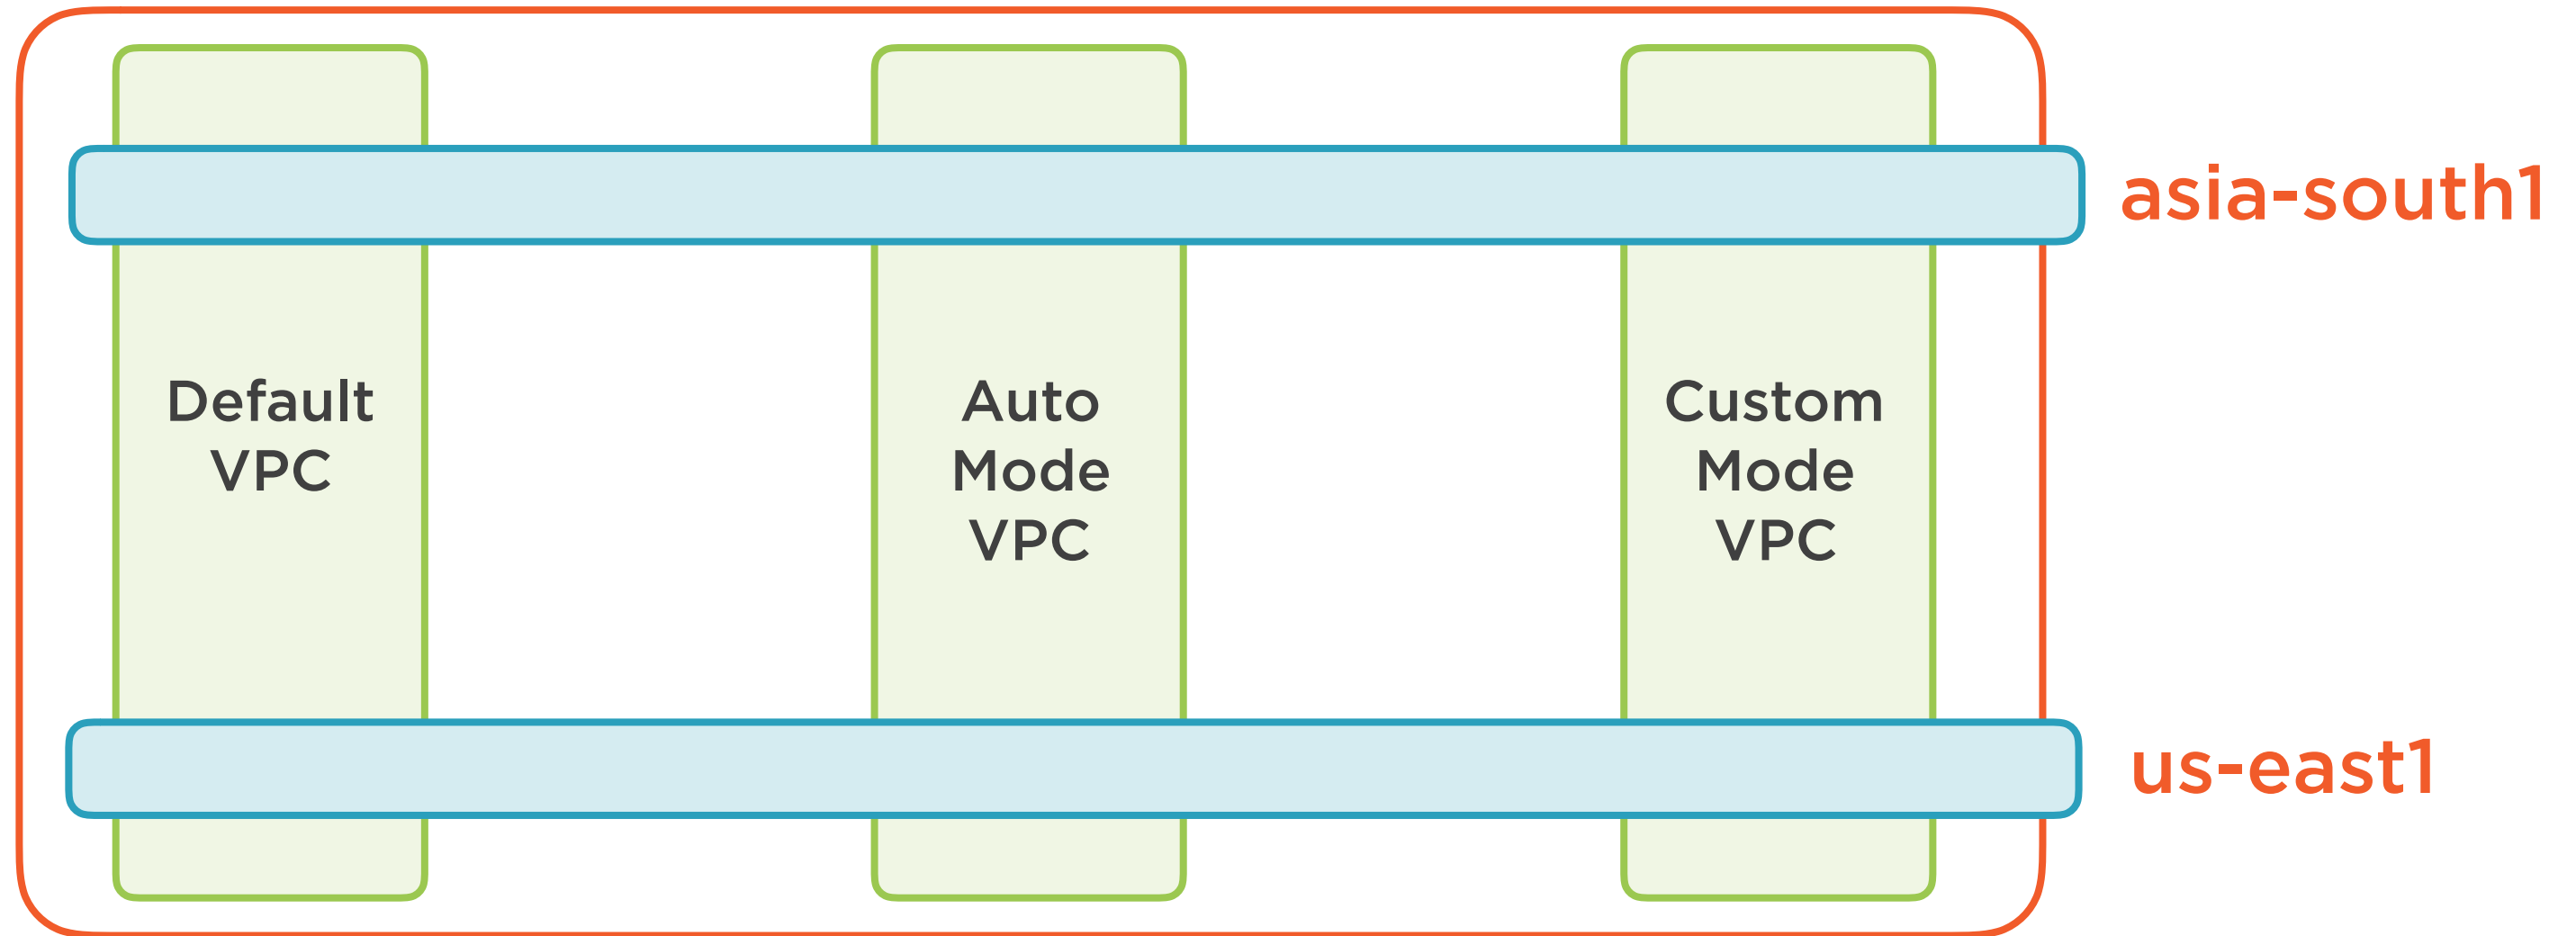 asia-south1
Default
VPC
Auto
Mode
VPC
Custom
Mode
VPC
us-east1